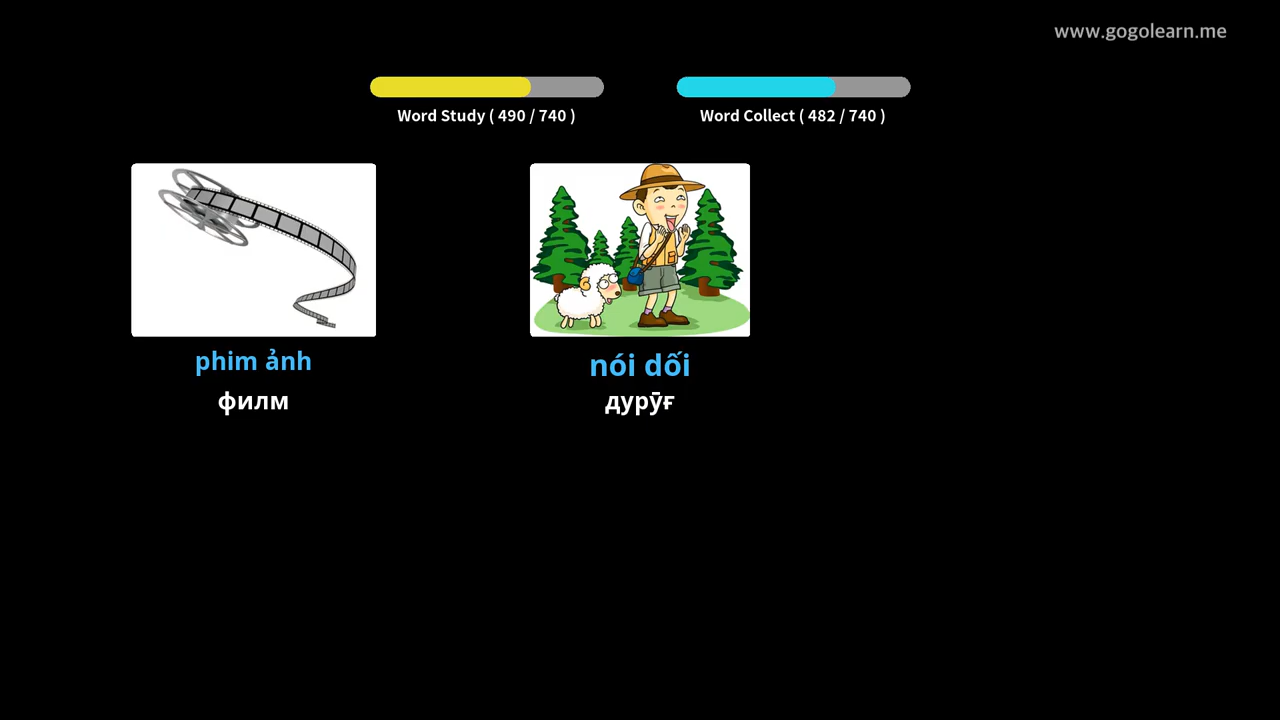 www.gogolearn.me
Word Study ( 490 / 740 )
Word Collect ( 482 / 740 )
phim ảnh
филм
nói dối
дурӯғ